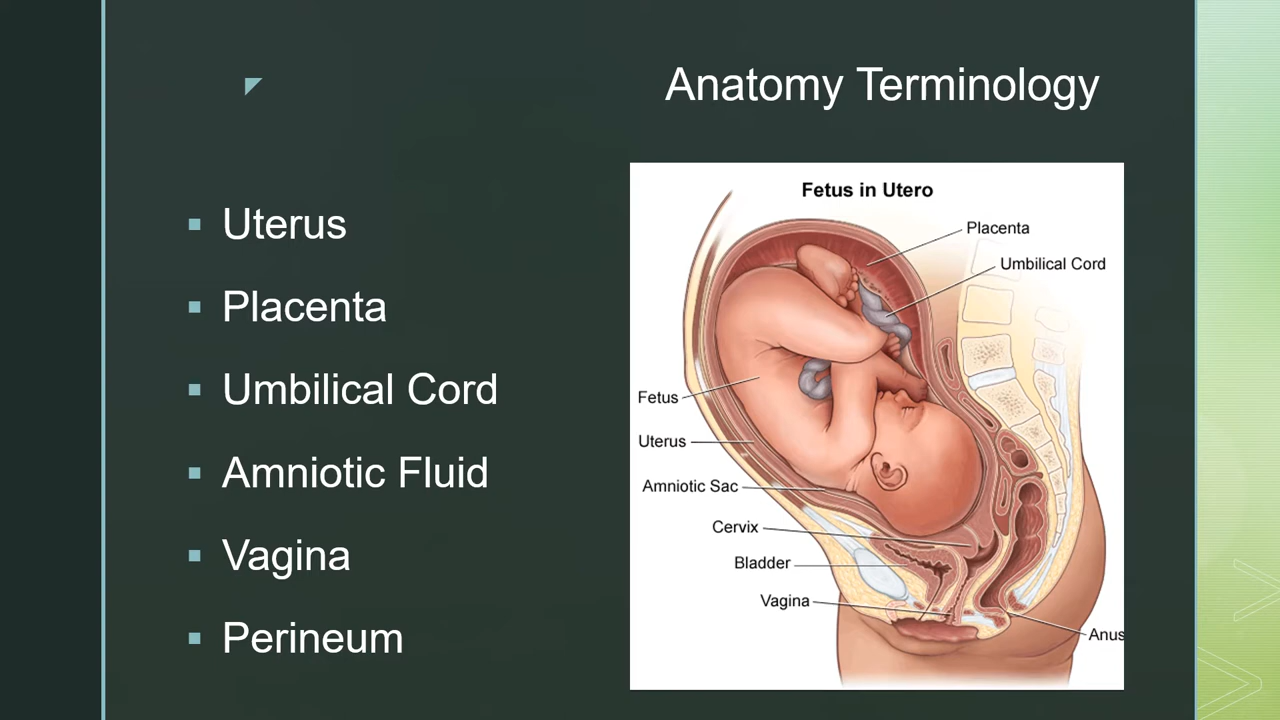 Anatomy Terminology
Uterus
Placenta
Umbilical Cord
Amniotic Fluid
Vagina
Perineum
Fetus in Utero
Placenta
Umbilical Cord
Fetus
Uterus
Amniotic Sac
Cervix
Bladder
Vagina
Anus